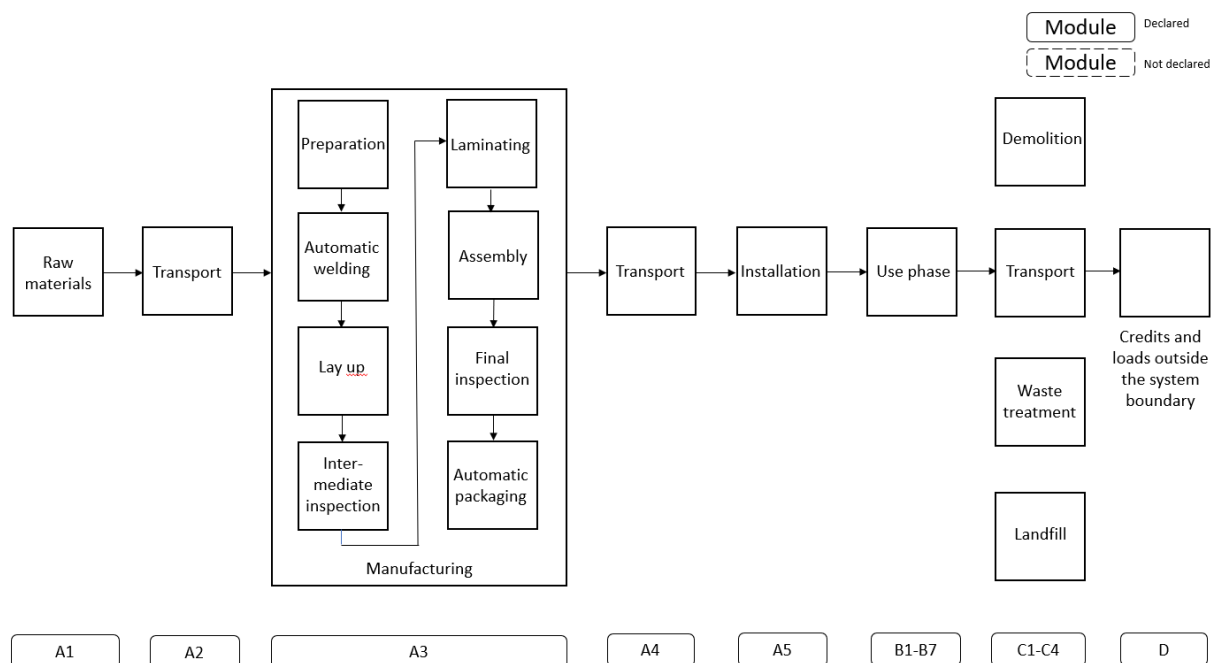 Module Declared
Module Not declared
Demolition
Preparation
Laminating
Raw
materials
Transport
Automatic
welding
Assembly
Transport
Installation
Use phase
Transport
Credits and
loads outside
the system
boundary
Lay up
Final
inspection
Waste
treatment
Inter-
mediate
inspection
Automatic
packaging
Landfill
Manufacturing
A1
A2
A3
A4
A5
B1-B7
C1-C4
D